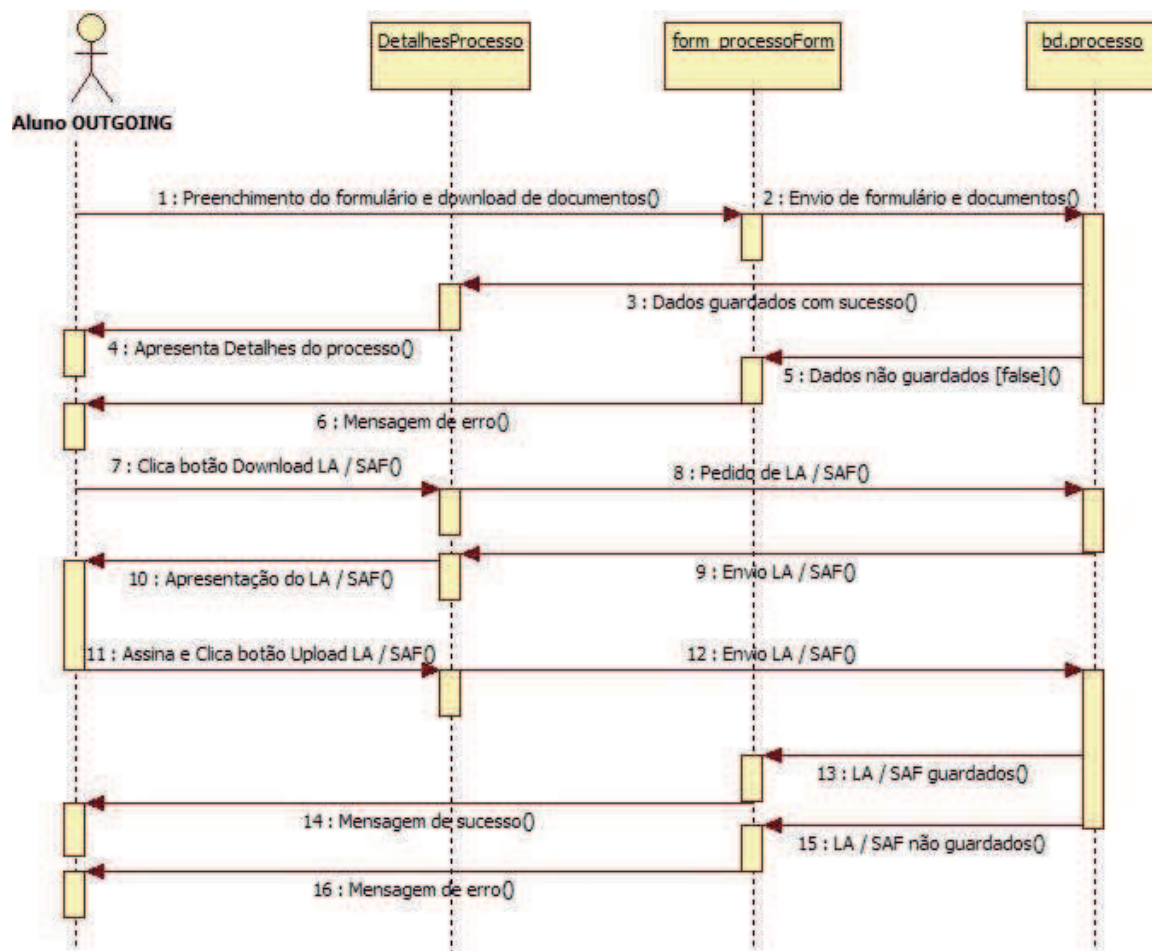 DetalhesProcesso
form_processoForm
bd.processo
Aluno OUTGOING
1 : Preenchimento do formulário e download de documentos()
2 : Envio de formulário e documentos()
3 : Dados guardados com sucesso()
4 : Apresenta Detalhes do processo()
5 : Dados não guardados [false]()
6 : Mensagem de erro()
7 : Clica botão Download LA / SAF()
8 : Pedido de LA / SAF()
9 : Envio LA / SAF()
10 : Apresentação do LA / SAF()
11 : Assina e Clica botão Upload LA / SAF()
12 : Envio LA / SAF()
13 : LA / SAF guardados()
14 : Mensagem de sucesso()
15 : LA / SAF não guardados()
16 : Mensagem de erro()